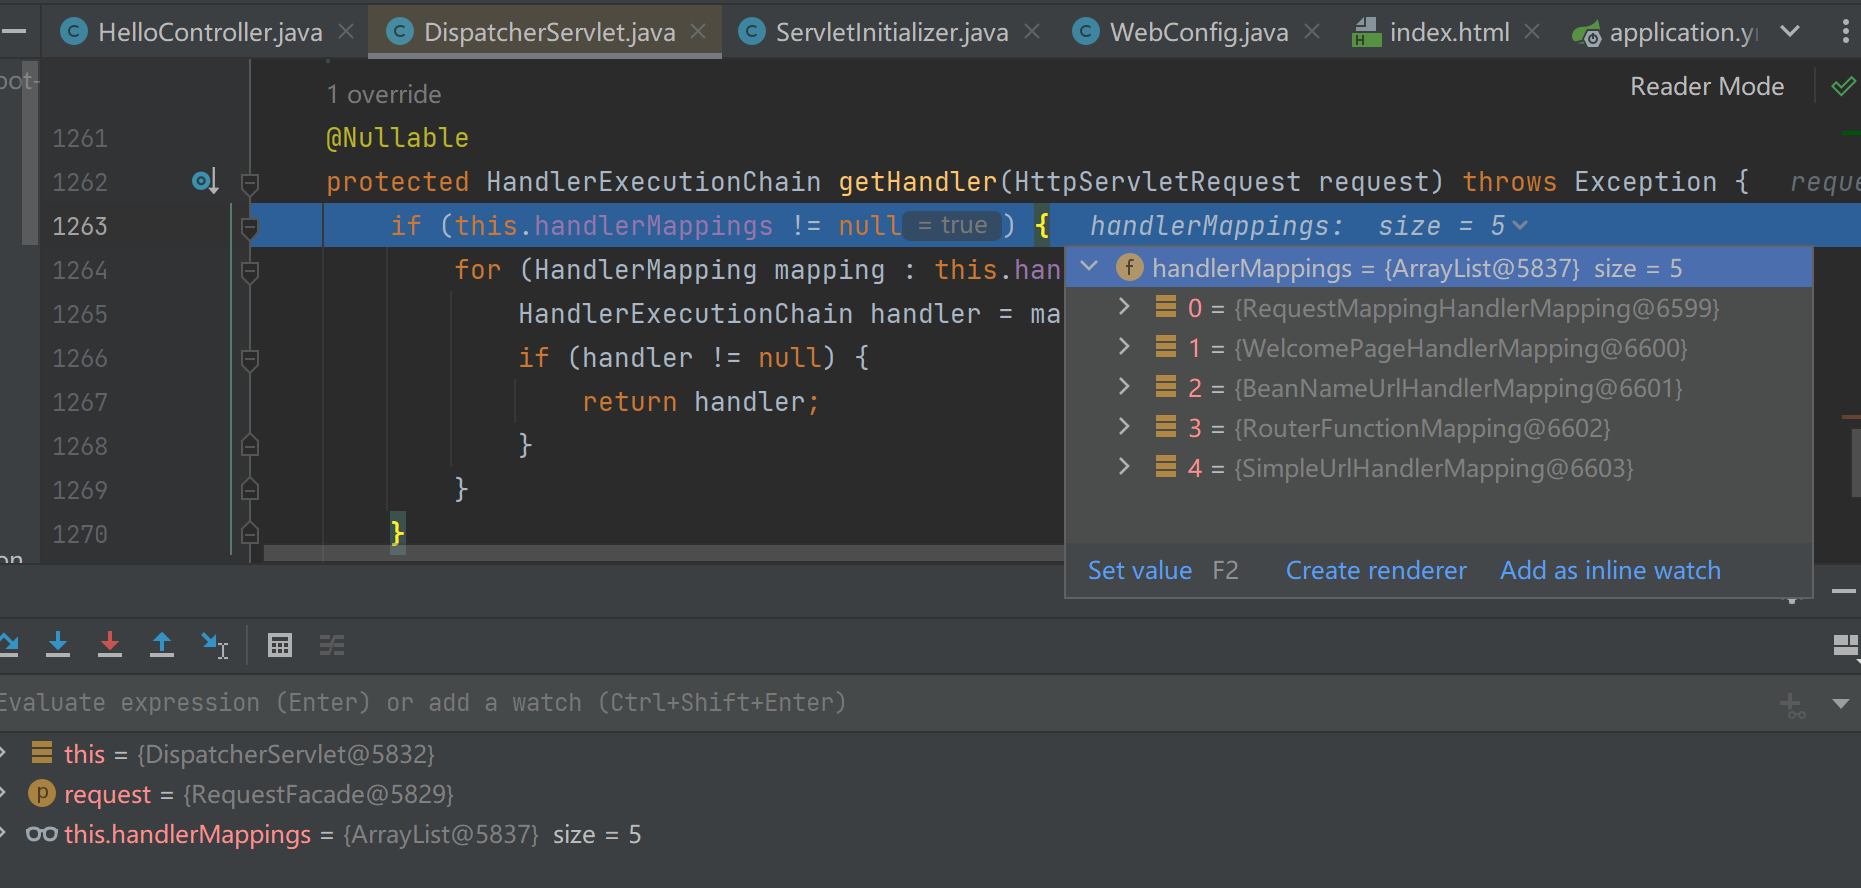 HelloController.java DispatcherServlet.java ServletInitializer.java WebConfig.java index.html application.y
Reader Mode
1 override
1261 @Nullable
1262 protected HandlerExecutionChain getHandler(HttpServletRequest request) throws Exception { reque
1263 if (this.handlerMappings != null = true ) { handlerMappings: size = 5
1264 for (HandlerMapping mapping : this.han
1265 HandlerExecutionChain handler = ma
1266 if (handler != null) {
1267 return handler;
1268 }
1269 }
1270 }
handlerMappings = {ArrayList@5837} size = 5
0 = {RequestMappingHandlerMapping@6599}
1 = {WelcomePageHandlerMapping@6600}
2 = {BeanNameUrlHandlerMapping@6601}
3 = {RouterFunctionMapping@6602}
4 = {SimpleUrlHandlerMapping@6603}
Set value F2 Create renderer Add as inline watch
Evaluate expression (Enter) or add a watch (Ctrl+Shift+Enter)
this = {DispatcherServlet@5832}
request = {RequestFacade@5829}
this.handlerMappings = {ArrayList@5837} size = 5